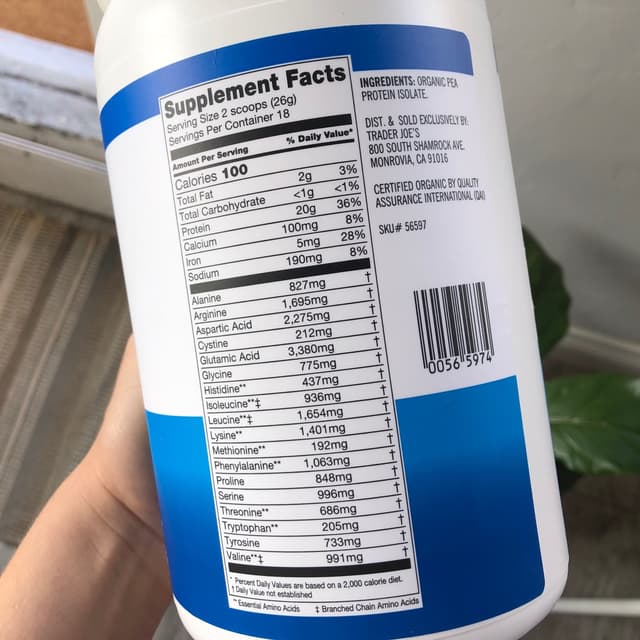 Supplement Facts
Serving Size 2 scoops (26g)
Servings Per Container 18
Amount Per Serving % Daily Value*
Calories 100
Total Fat 2g 3%
Total Carbohydrate <1g <1%
Protein 20g 36%
Calcium 100mg 8%
Iron 5mg 28%
Sodium 190mg 8%
Alanine 827mg †
Arginine 1,695mg †
Aspartic Acid 2,275mg †
Cystine 212mg †
Glutamic Acid 3,380mg †
Glycine 775mg †
Histidine** 437mg †
Isoleucine**‡ 936mg †
Leucine**‡ 1,654mg †
Lysine** 1,401mg †
Methionine** 192mg †
Phenylalanine** 1,063mg †
Proline 848mg †
Serine 996mg †
Threonine** 686mg †
Tryptophan** 205mg †
Tyrosine 733mg †
Valine**‡ 991mg †
* Percent Daily Values are based on a 2,000 calorie diet.
† Daily Value not established
** Essential Amino Acids ‡ Branched Chain Amino Acids
INGREDIENTS: ORGANIC PEA
PROTEIN ISOLATE.
DIST. & SOLD EXCLUSIVELY BY:
TRADER JOE'S
800 SOUTH SHAMROCK AVE.
MONROVIA, CA 91016
CERTIFIED ORGANIC BY QUALITY
ASSURANCE INTERNATIONAL (QAI)
SKU# 56597
0056 5974